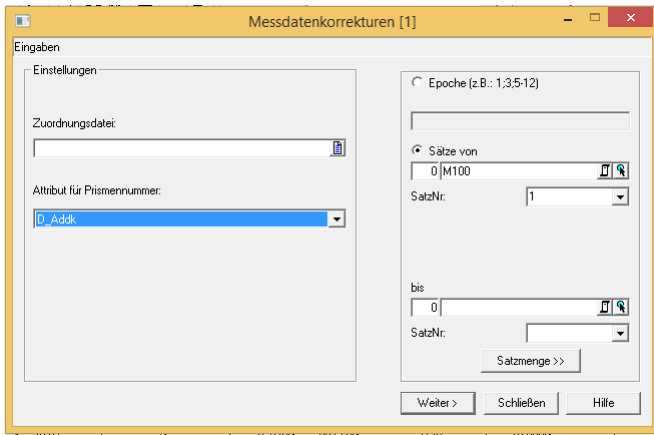 Messdatenkorrekturen [1]
Eingaben
Einstellungen
Zuordnungsdatei:
Attribut für Prismennummer:
D_Addk
Epoche (z.B.: 1;3;5-12)
Sätze von
0 M100
SatzNr: 1
bis
0
SatzNr:
Satzmenge >>
Weiter > Schließen Hilfe